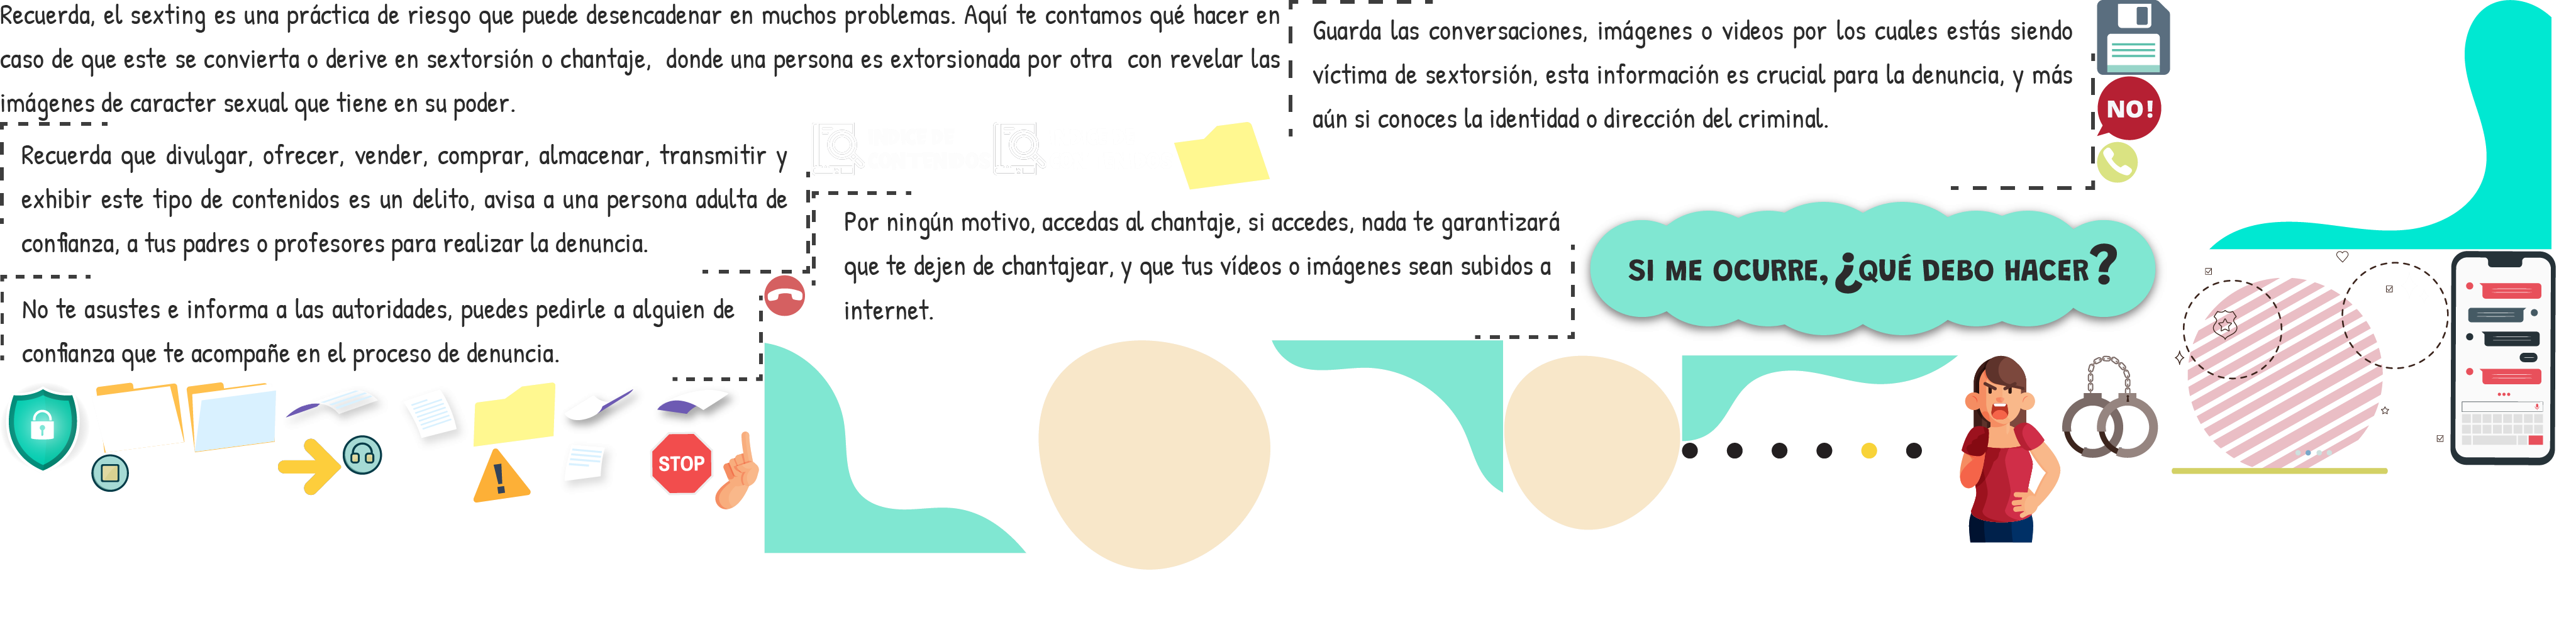 Recuerda, el sexting es una práctica de riesgo que puede desencadenar en muchos problemas. Aquí te contamos qué hacer en
caso de que este se convierta o derive en sextorsión o chantaje, donde una persona es extorsionada por otra con revelar las
imágenes de caracter sexual que tiene en su poder.
Guarda las conversaciones, imágenes o videos por los cuales estás siendo
víctima de sextorsión, esta información es crucial para la denuncia, y más
aún si conoces la identidad o dirección del criminal.
NO!
Recuerda que divulgar, ofrecer, vender, comprar, almacenar, transmitir y
exhibir este tipo de contenidos es un delito, avisa a una persona adulta de
confianza, a tus padres o profesores para realizar la denuncia.
Por ningún motivo, accedas al chantaje, si accedes, nada te garantizará
que te dejen de chantajear, y que tus vídeos o imágenes sean subidos a
internet.
SI ME OCURRE, ¿QUÉ DEBO HACER?
No te asustes e informa a las autoridades, puedes pedirle a alguien de
confianza que te acompañe en el proceso de denuncia.
!
STOP